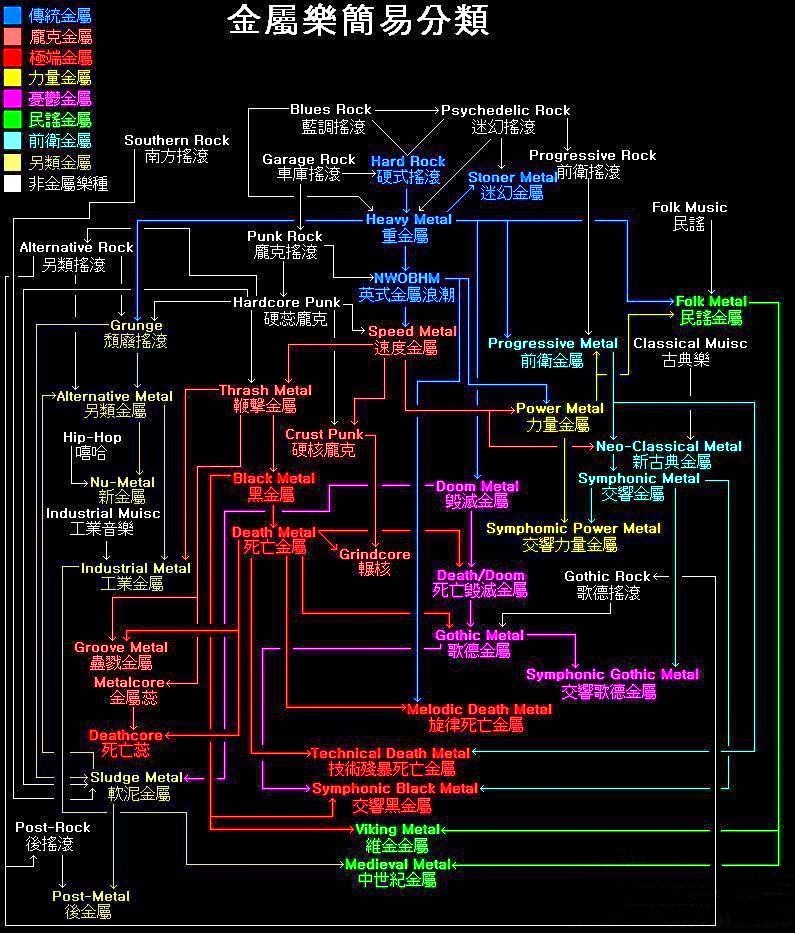 金屬樂簡易分類
傳統金屬
龐克金屬
極端金屬
力量金屬
憂鬱金屬
民謠金屬
前衛金屬
另類金屬
非金屬樂種
Blues Rock
藍調搖滾
Psychedelic Rock
迷幻搖滾
Southern Rock
南方搖滾
Garage Rock
車庫搖滾
Hard Rock
硬式搖滾
Progressive Rock
前衛搖滾
Stoner Metal
迷幻金屬
Folk Music
民謠
Heavy Metal
重金屬
Alternative Rock
另類搖滾
Punk Rock
龐克搖滾
NWOBHM
英式金屬浪潮
Hardcore Punk
硬蕊龐克
Folk Metal
民謠金屬
Grunge
頹廢搖滾
Speed Metal
速度金屬
Progressive Metal
前衛金屬
Classical Muisc
古典樂
Alternative Metal
另類金屬
Thrash Metal
鞭擊金屬
Power Metal
力量金屬
Hip-Hop
嘻哈
Crust Punk
硬核龐克
Neo-Classical Metal
新古典金屬
Nu-Metal
新金屬
Black Metal
黑金屬
Doom Metal
毀滅金屬
Symphonic Metal
交響金屬
Industrial Muisc
工業音樂
Death Metal
死亡金屬
Symphomic Power Metal
交響力量金屬
Grindcore
輾核
Industrial Metal
工業金屬
Death/Doom
死亡毀滅金屬
Gothic Rock
歌德搖滾
Groove Metal
蟲戮金屬
Gothic Metal
歌德金屬
Metalcore
金屬蕊
Symphonic Gothic Metal
交響歌德金屬
Melodic Death Metal
旋律死亡金屬
Deathcore
死亡蕊
Technical Death Metal
技術殘暴死亡金屬
Sludge Metal
軟泥金屬
Symphonic Black Metal
交響黑金屬
Post-Rock
後搖滾
Viking Metal
維金金屬
Medieval Metal
中世紀金屬
Post-Metal
後金屬